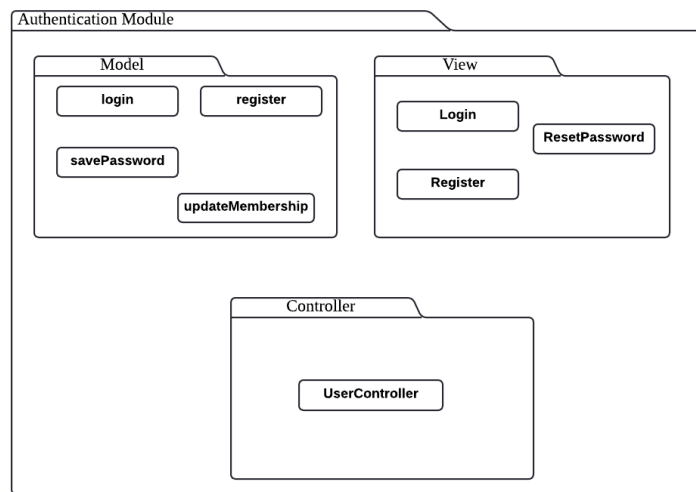 Authentication Module
Model
View
login
register
Login
ResetPassword
savePassword
Register
updateMembership
Controller
UserController